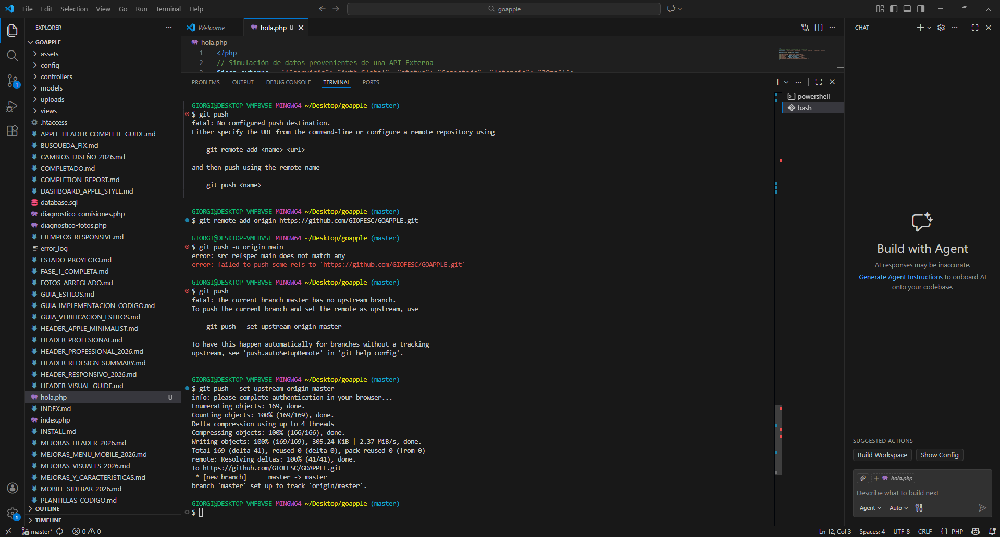 File Edit Selection View Go Run Terminal Help
goapple
EXPLORER
GOAPPLE
assets
config
controllers
models
uploads
views
.htaccess
APPLE_HEADER_COMPLETE_GUIDE.md
BUSQUEDA_FIX.md
CAMBIOS_DISEÑO_2026.md
COMPLETADO.md
COMPLETION_REPORT.md
DASHBOARD_APPLE_STYLE.md
database.sql
diagnostico-comisiones.php
diagnostico-fotos.php
EJEMPLOS_RESPONSIVE.md
error_log
ESTADO_PROYECTO.md
FASE_1_COMPLETA.md
FOTOS_ARREGLADO.md
GUIA_ESTILOS.md
GUIA_IMPLEMENTACION_CODIGO.md
GUIA_VERIFICACION_ESTILOS.md
HEADER_APPLE_MINIMALIST.md
HEADER_PROFESIONAL.md
HEADER_PROFESSIONAL_2026.md
HEADER_REDESIGN_SUMMARY.md
HEADER_RESPONSIVO_2026.md
HEADER_VISUAL_GUIDE.md
hola.php U
INDEX.md
index.php
INSTALL.md
MEJORAS_HEADER_2026.md
MEJORAS_MENU_MOBILE_2026.md
MEJORAS_VISUALES_2026.md
MEJORAS_Y_CARACTERISTICAS.md
MOBILE_SIDEBAR_2026.md
PLANTILLAS_CODIGO.md
OUTLINE
TIMELINE
1
1
Welcome
hola.php U
hola.php
1 <?php
2 // Simulación de datos provenientes de una API Externa
3 $json_externo = '{"servicio": "Auth Global", "status": "Conectado", "latencia": "20ms"}';
PROBLEMS OUTPUT DEBUG CONSOLE TERMINAL PORTS
powershell
bash
GIORGI@DESKTOP-VMFBV5E MINGW64 ~/Desktop/goapple (master)
$ git push
fatal: No configured push destination.
Either specify the URL from the command-line or configure a remote repository using
git remote add <name> <url>
and then push using the remote name
git push <name>
GIORGI@DESKTOP-VMFBV5E MINGW64 ~/Desktop/goapple (master)
$ git remote add origin https://github.com/GIOFESC/GOAPPLE.git
GIORGI@DESKTOP-VMFBV5E MINGW64 ~/Desktop/goapple (master)
$ git push -u origin main
error: src refspec main does not match any
error: failed to push some refs to 'https://github.com/GIOFESC/GOAPPLE.git'
GIORGI@DESKTOP-VMFBV5E MINGW64 ~/Desktop/goapple (master)
$ git push
fatal: The current branch master has no upstream branch.
To push the current branch and set the remote as upstream, use
git push --set-upstream origin master
To have this happen automatically for branches without a tracking
upstream, see 'push.autoSetupRemote' in 'git help config'.
GIORGI@DESKTOP-VMFBV5E MINGW64 ~/Desktop/goapple (master)
$ git push --set-upstream origin master
info: please complete authentication in your browser...
Enumerating objects: 169, done.
Counting objects: 100% (169/169), done.
Delta compression using up to 4 threads
Compressing objects: 100% (166/166), done.
Writing objects: 100% (169/169), 305.24 KiB | 2.37 MiB/s, done.
Total 169 (delta 41), reused 0 (delta 0), pack-reused 0 (from 0)
remote: Resolving deltas: 100% (41/41), done.
To https://github.com/GIOFESC/GOAPPLE.git
* [new branch] master -> master
branch 'master' set up to track 'origin/master'.
GIORGI@DESKTOP-VMFBV5E MINGW64 ~/Desktop/goapple (master)
$
CHAT
Build with Agent
AI responses may be inaccurate.
Generate Agent Instructions to onboard AI
onto your codebase.
SUGGESTED ACTIONS
Build Workspace Show Config
hola.php
Describe what to build next
Agent Auto
master* 0 0
Ln 12, Col 3 Spaces: 4 UTF-8 CRLF { } PHP